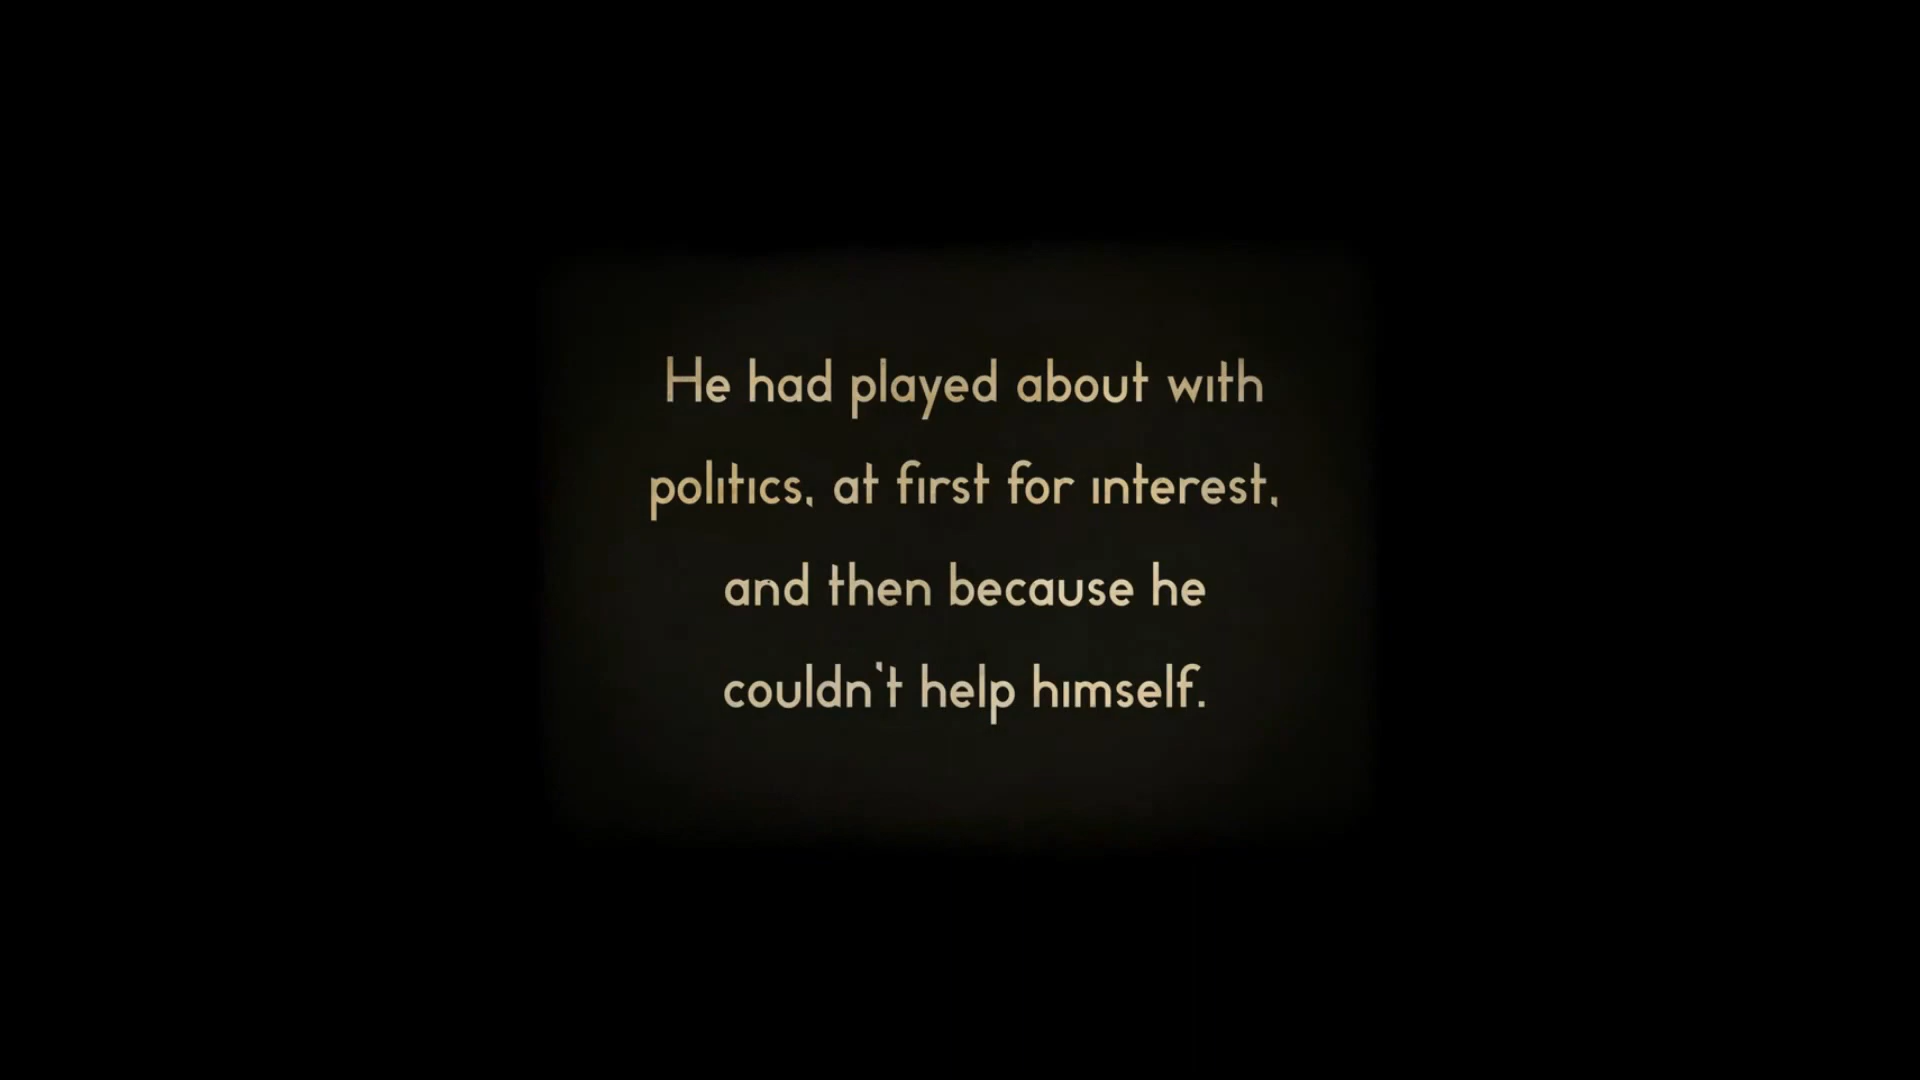 He had played about with
politics, at first for interest,
and then because he
couldn't help himself.